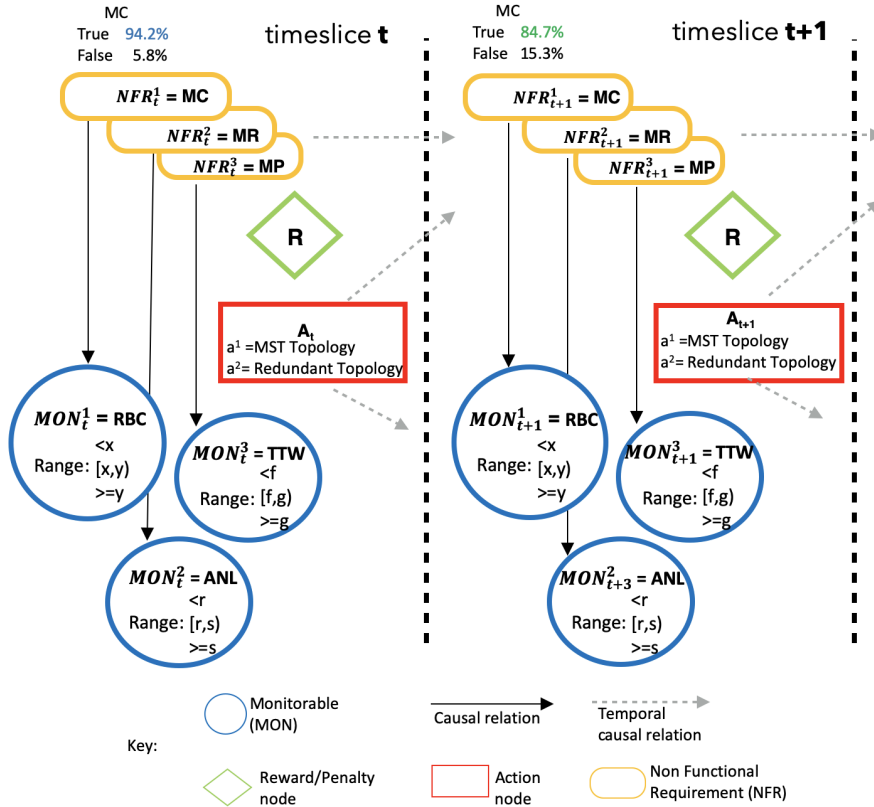 MC
True 94.2%
False 5.8%
timeslice t
NFR_t^1 = MC
NFR_t^2 = MR
NFR_t^3 = MP
R
A_t
a^1 =MST Topology
a^2= Redundant Topology
MON_t^1 = RBC
<x
Range: [x,y)
>=y
MON_t^3 = TTW
<f
Range: [f,g)
>=g
MON_t^2 = ANL
<r
Range: [r,s)
>=s
MC
True 84.7%
False 15.3%
timeslice t+1
NFR_{t+1}^1 = MC
NFR_{t+1}^2 = MR
NFR_{t+1}^3 = MP
R
A_{t+1}
a^1 =MST Topology
a^2= Redundant Topology
MON_{t+1}^1 = RBC
<x
Range: [x,y)
>=y
MON_{t+1}^3 = TTW
<f
Range: [f,g)
>=g
MON_{t+3}^2 = ANL
<r
Range: [r,s)
>=s
Key:
Monitorable
(MON)
Causal relation
Temporal
causal relation
Reward/Penalty
node
Action
node
Non Functional
Requirement (NFR)